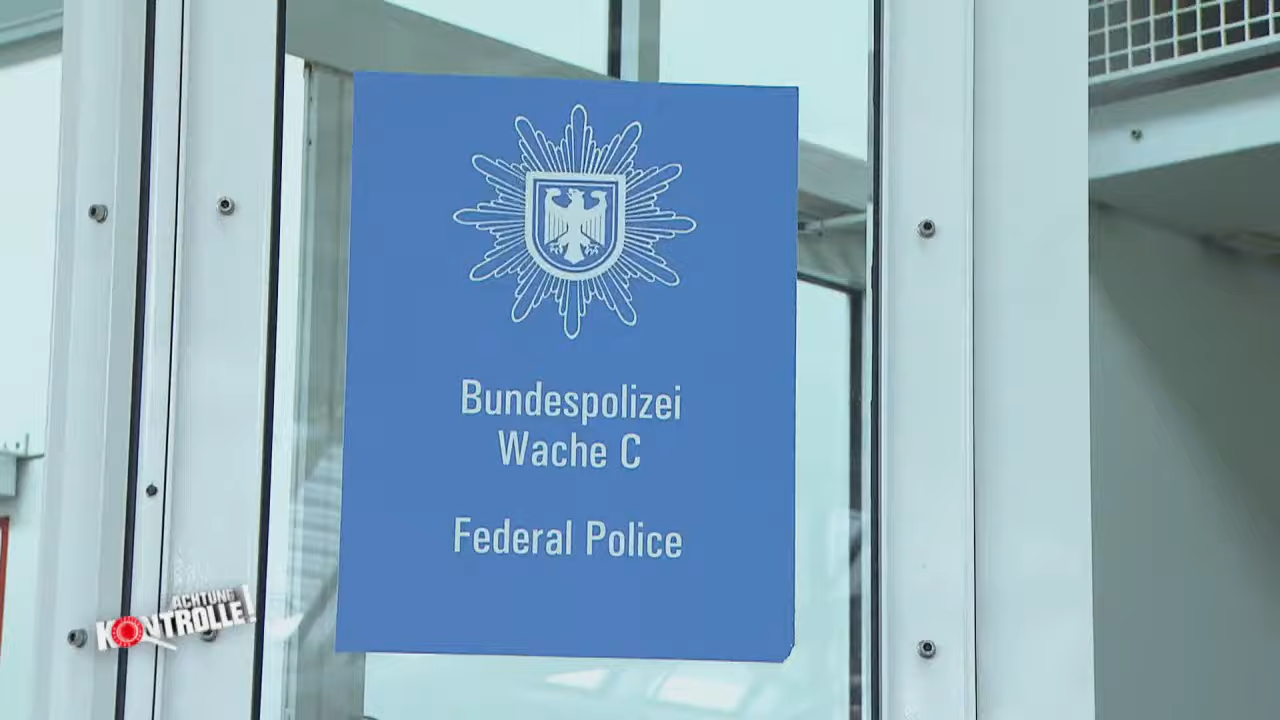 Bundespolizei
Wache C
Federal Police
ACHTUNG
KONTROLLE!